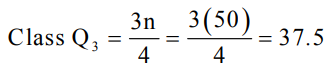 Class Q₃ = 3n/4 = 3(50)/4 = 37.5